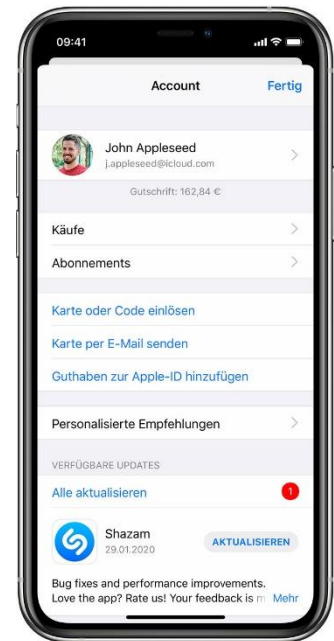 09:41
Account
Fertig
John Appleseed
j.appleseed@icloud.com
Gutschrift: 162,84 €
Käufe
Abonnements
Karte oder Code einlösen
Karte per E-Mail senden
Guthaben zur Apple-ID hinzufügen
Personalisierte Empfehlungen
VERFÜGBARE UPDATES
Alle aktualisieren
1
Shazam
29.01.2020
AKTUALISIEREN
Bug fixes and performance improvements.
Love the app? Rate us! Your feedback is m Mehr